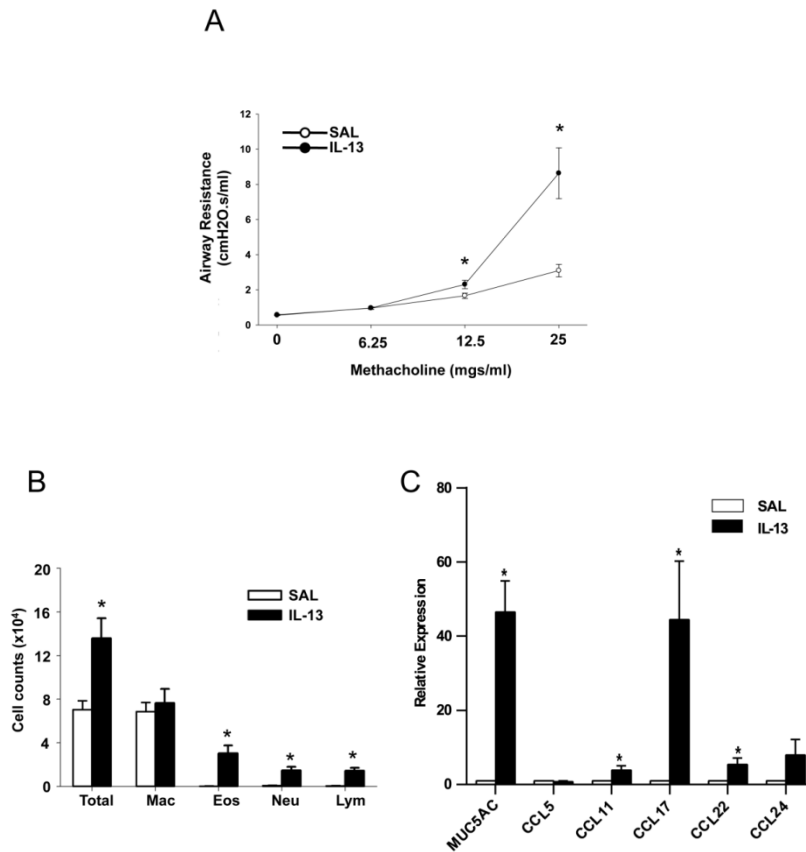 A
12
10
8
6
4
2
0
Airway Resistance
(cmH2O.s/ml)
SAL
IL-13
*
*
0 6.25 12.5 25
Methacholine (mgs/ml)
B
20
16
12
8
4
0
Cell counts (x10⁴)
SAL
IL-13
*
*
*
*
Total Mac Eos Neu Lym
C
80
60
40
20
0
Relative Expression
SAL
IL-13
*
*
*
*
MUC5AC CCL5 CCL11 CCL17 CCL22 CCL24